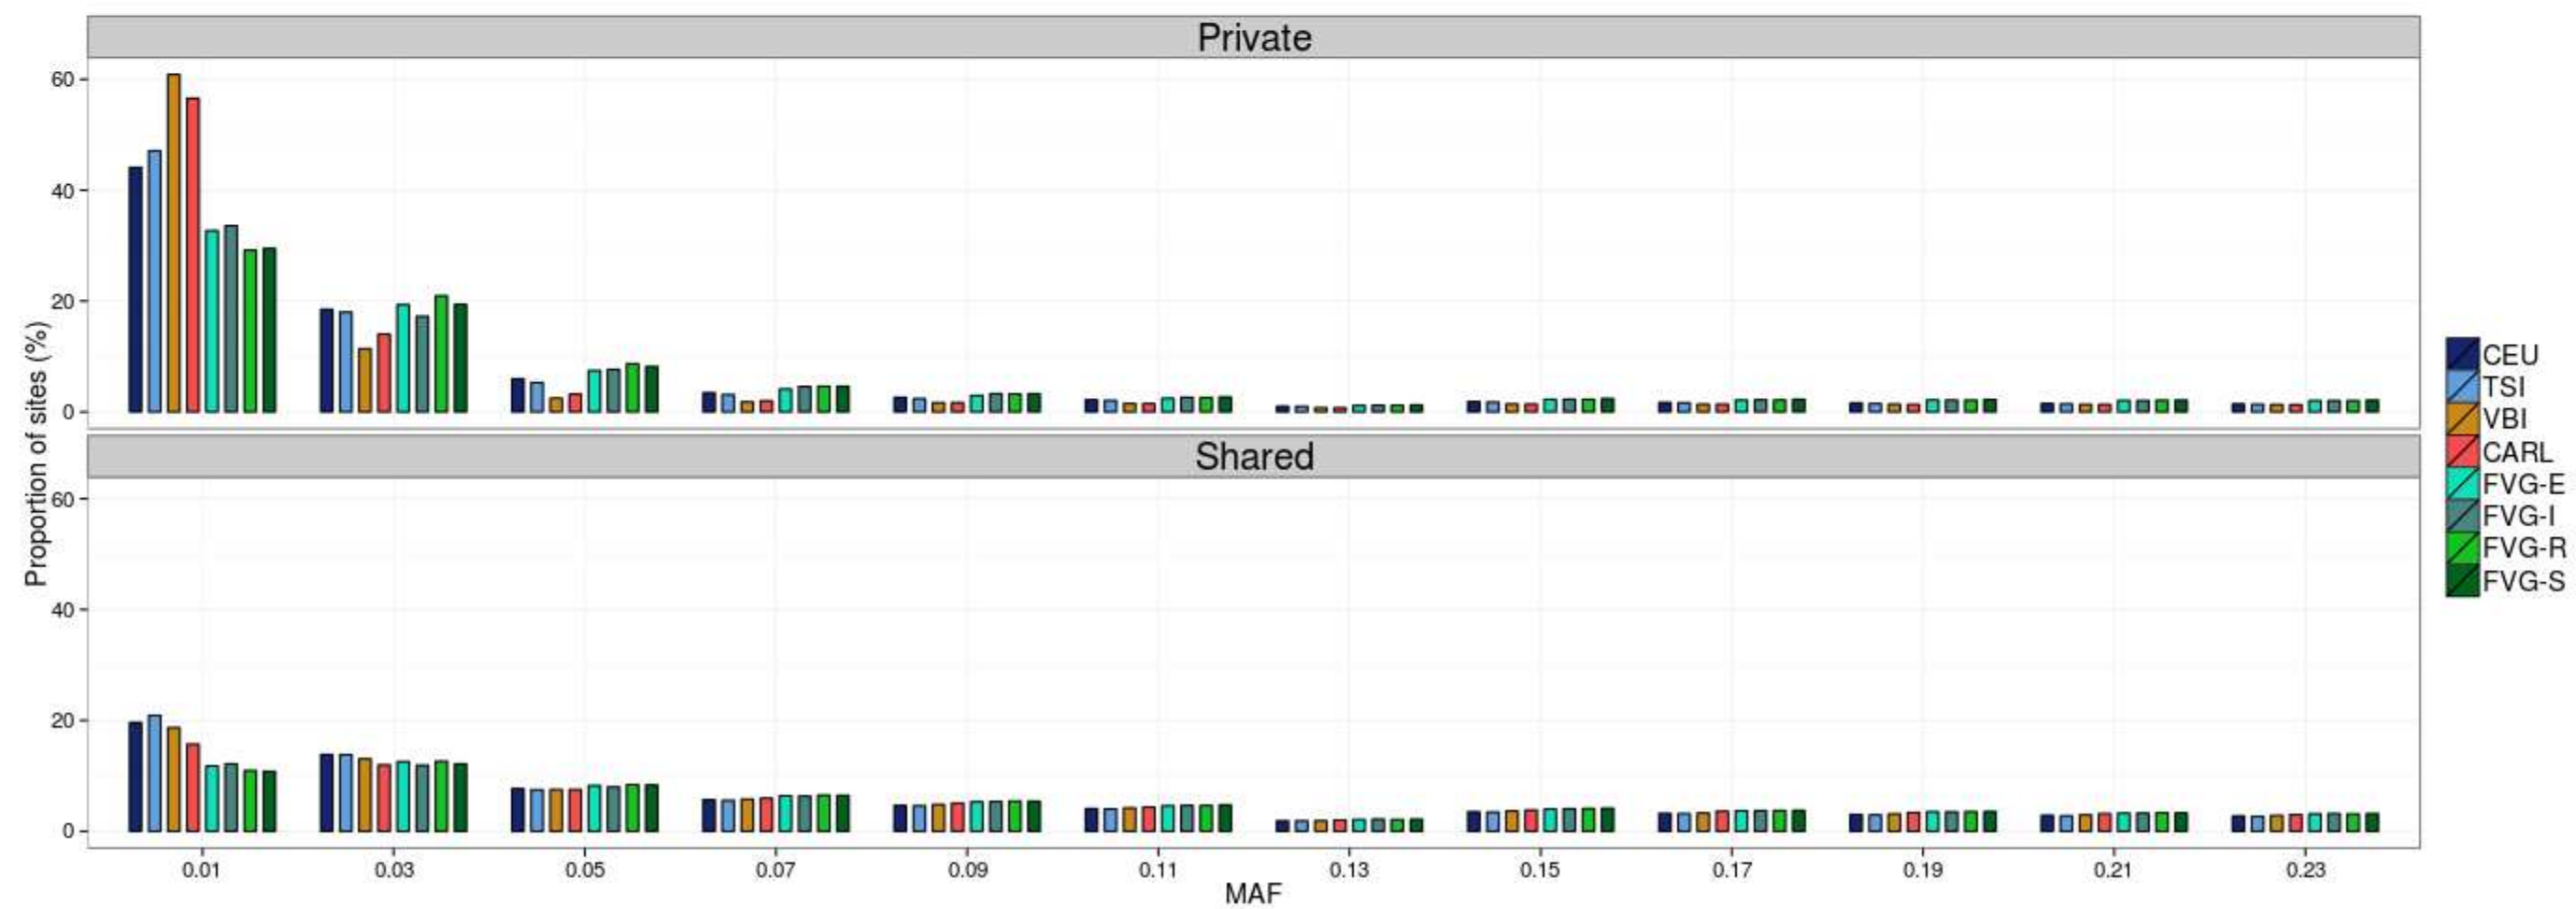 Private
60
40
20
0
Proportion of sites (%)
Shared
60
40
20
0
0.01 0.03 0.05 0.07 0.09 0.11 0.13 0.15 0.17 0.19 0.21 0.23
MAF
CEU
TSI
VBI
CARL
FVG-E
FVG-I
FVG-R
FVG-S